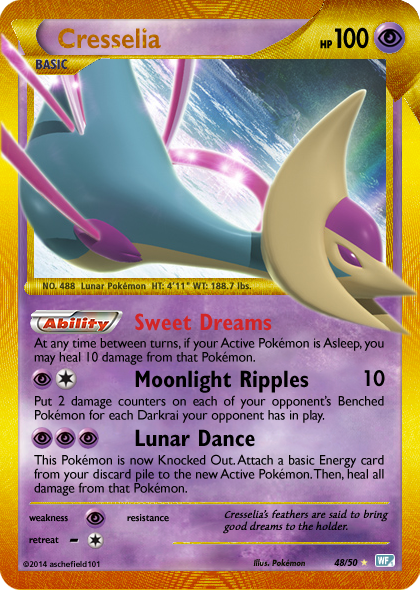 Cresselia
HP 100
BASIC
NO. 488 Lunar Pokémon HT: 4'11" WT: 188.7 lbs.
Ability Sweet Dreams
At any time between turns, if your Active Pokémon is Asleep, you
may heal 10 damage from that Pokémon.
Moonlight Ripples 10
Put 2 damage counters on each of your opponent's Benched
Pokémon for each Darkrai your opponent has in play.
Lunar Dance
This Pokémon is now Knocked Out. Attach a basic Energy card
from your discard pile to the new Active Pokémon. Then, heal all
damage from that Pokémon.
weakness resistance
Cresselia's feathers are said to bring
good dreams to the holder.
retreat -
©2014 aschefield101 Illus. Pokémon 48/50 WF